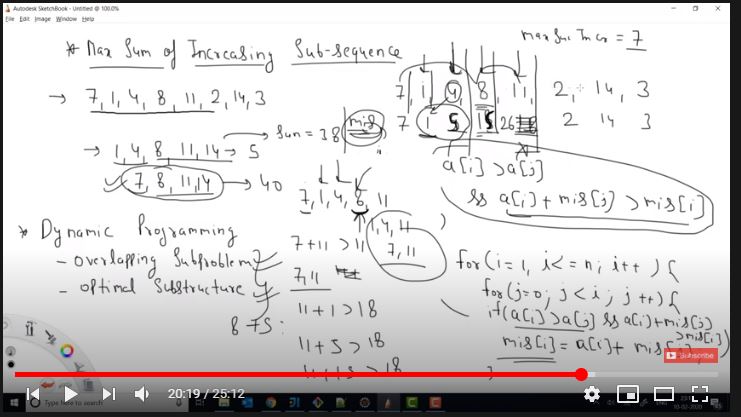 Autodesk SketchBook - Untitled @ 100.0%
File Edit Image Window Help
* Max Sum of Increasing Sub-sequence
max Sum Incr = 7
→ 7, 1, 4, 8, 11, 2, 14, 3
7, 1, 4, 8, 11, 2, 14, 3
7 1 5 15 26 2 14 3
Sum = 38 mis
→ 1, 4, 8, 11, 14 → 5
7, 8, 11, 14 → 40
a[i] > a[j]
&& a[i] + mis[j] > mis[i]
7, 1, 4, 8, 11
* Dynamic Programming
- overlapping Subproblem
- optimal Substructure
1, 4, 11
7, 11
7 + 11 > 11
7, 11
11 + 1 > 18
11 + 5 > 18
for (i = 1, i <= n; i++) {
for (j = 0; j < i; j++) {
if (a[i] > a[j] && a[i] + mis[j]
> mis[i])
mis[i] = a[i] + mis[j]
Subscribe
20:19 / 25:12
Type here to search
10-02-2020